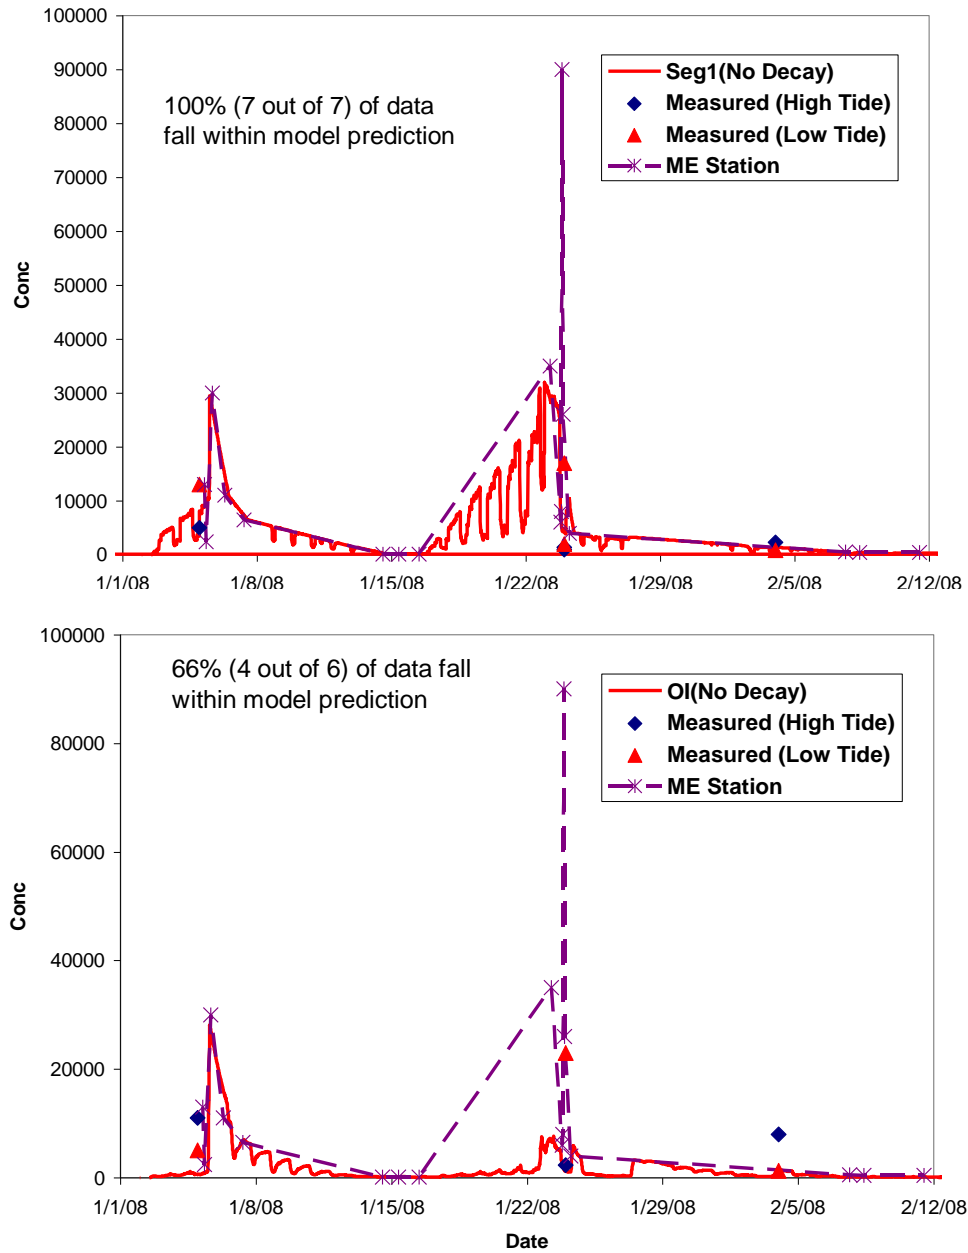 100000
90000
80000
70000
60000
50000
40000
30000
20000
10000
0
Conc
100% (7 out of 7) of data
fall within model prediction
Seg1(No Decay)
Measured (High Tide)
Measured (Low Tide)
ME Station
1/1/08 1/8/08 1/15/08 1/22/08 1/29/08 2/5/08 2/12/08
100000
80000
60000
40000
20000
0
Conc
66% (4 out of 6) of data fall
within model prediction
OI(No Decay)
Measured (High Tide)
Measured (Low Tide)
ME Station
1/1/08 1/8/08 1/15/08 1/22/08 1/29/08 2/5/08 2/12/08
Date